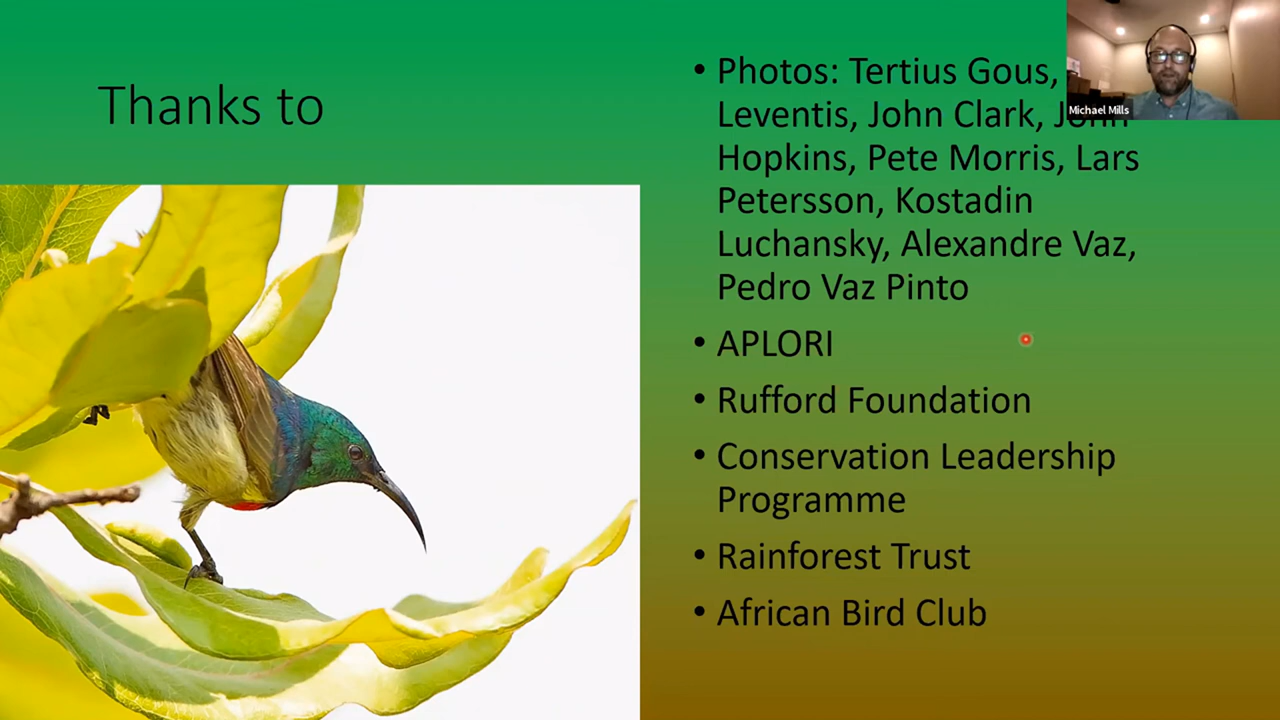 Thanks to
• Photos: Tertius Gous,
Leventis, John Clark, John
Hopkins, Pete Morris, Lars
Petersson, Kostadin
Luchansky, Alexandre Vaz,
Pedro Vaz Pinto
• APLORI
• Rufford Foundation
• Conservation Leadership
Programme
• Rainforest Trust
• African Bird Club
Michael Mills